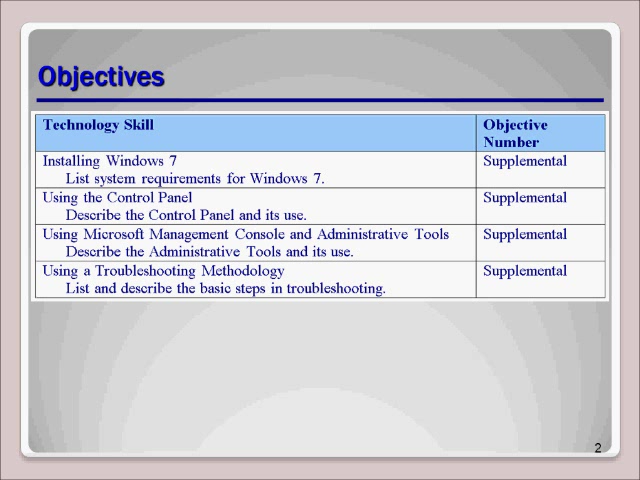 Objectives
Technology Skill
Objective
Number
Installing Windows 7
List system requirements for Windows 7.
Supplemental
Using the Control Panel
Describe the Control Panel and its use.
Supplemental
Using Microsoft Management Console and Administrative Tools
Describe the Administrative Tools and its use.
Supplemental
Using a Troubleshooting Methodology
List and describe the basic steps in troubleshooting.
Supplemental
2